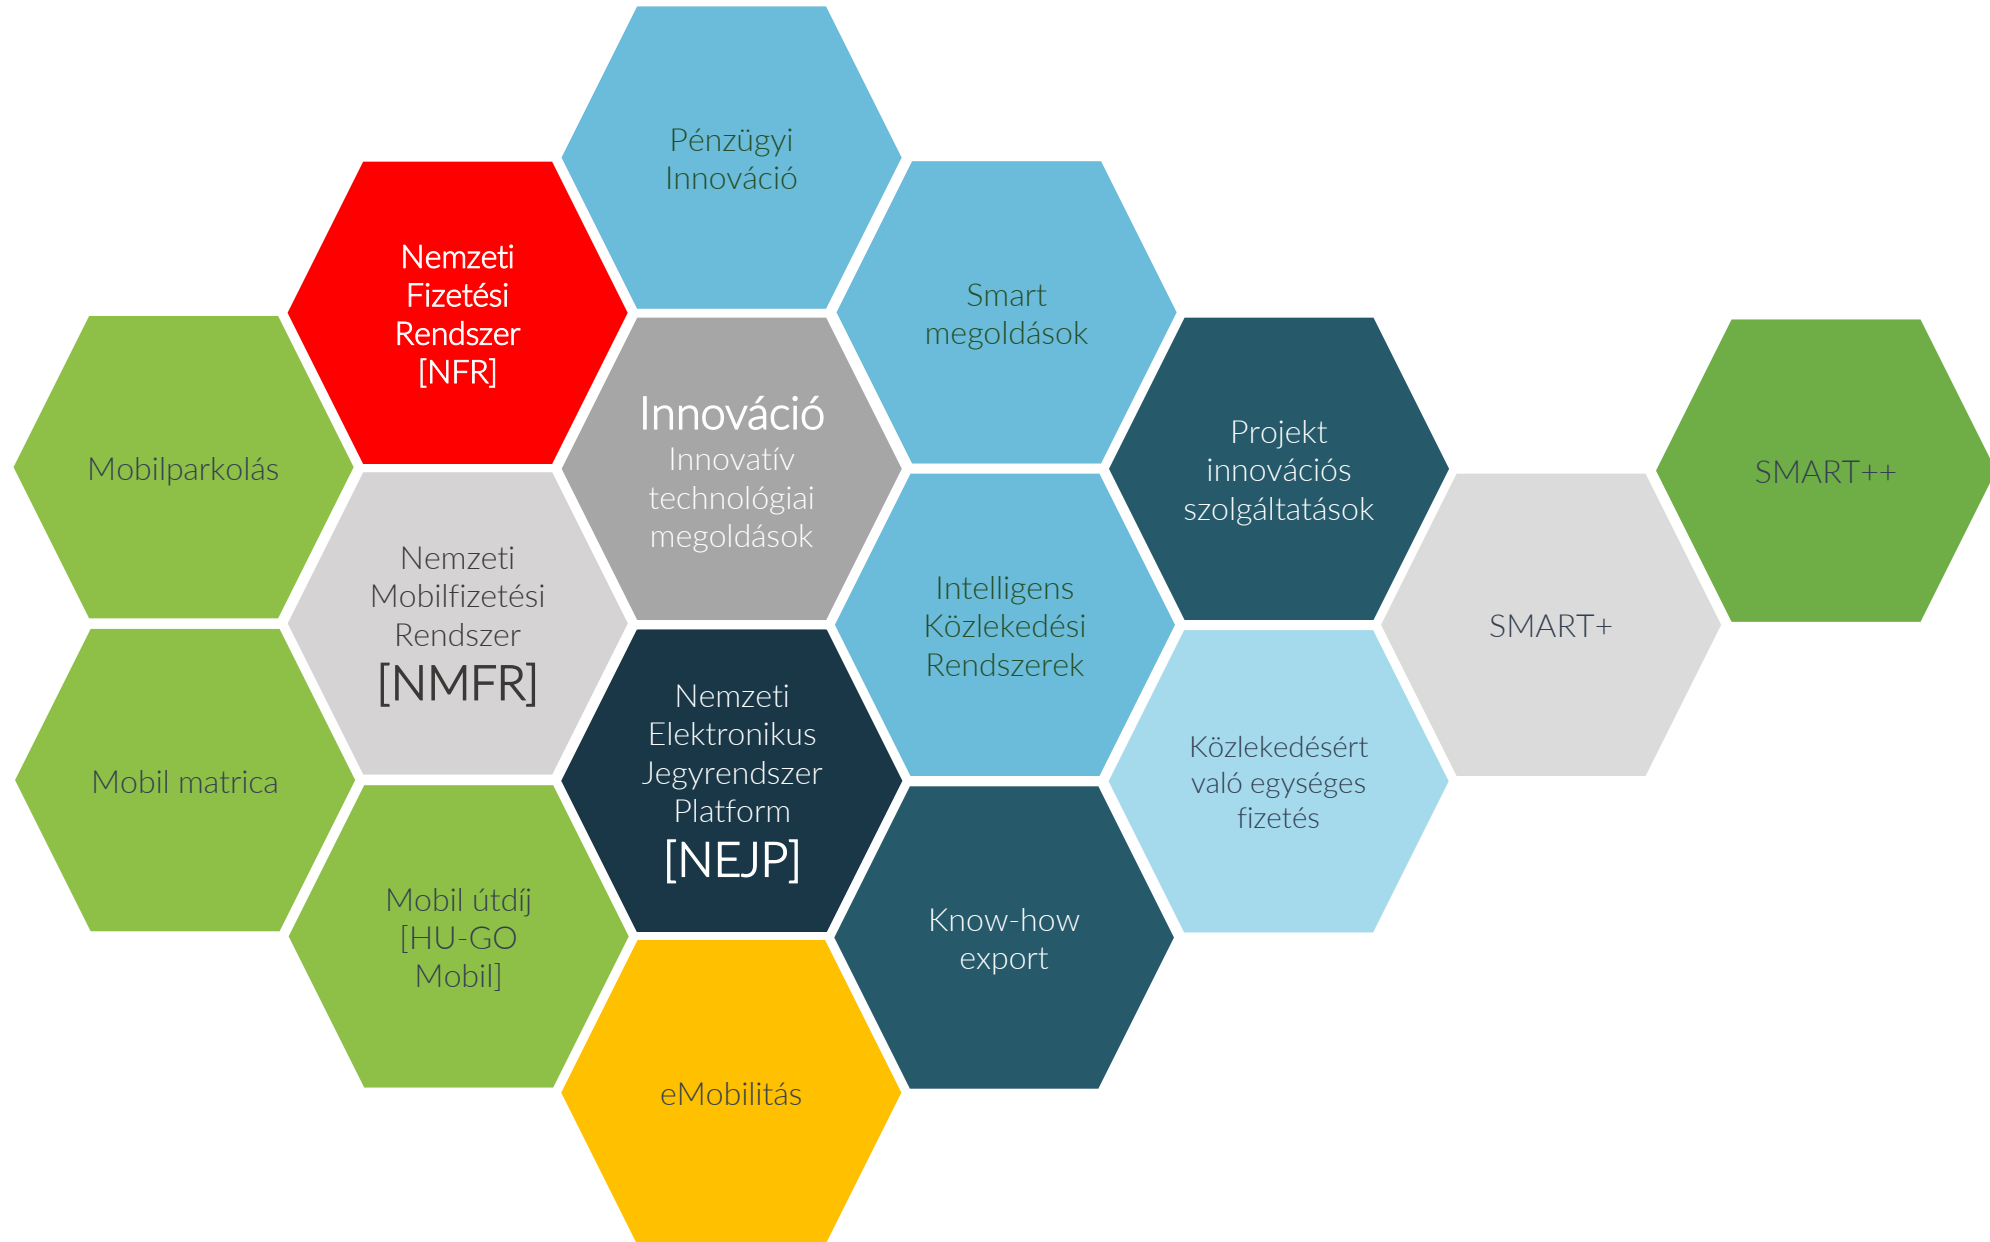 Pénzügyi
Innováció
Nemzeti
Fizetési
Rendszer
[NFR]
Smart
megoldások
Mobilparkolás
Innováció
Innovatív
technológiai
megoldások
Projekt
innovációs
szolgáltatások
SMART++
Nemzeti
Mobilfizetési
Rendszer
[NMFR]
Intelligens
Közlekedési
Rendszerek
SMART+
Mobil matrica
Nemzeti
Elektronikus
Jegyrendszer
Platform
[NEJP]
Közlekedésért
való egységes
fizetés
Mobil útdíj
[HU-GO
Mobil]
Know-how
export
eMobilitás